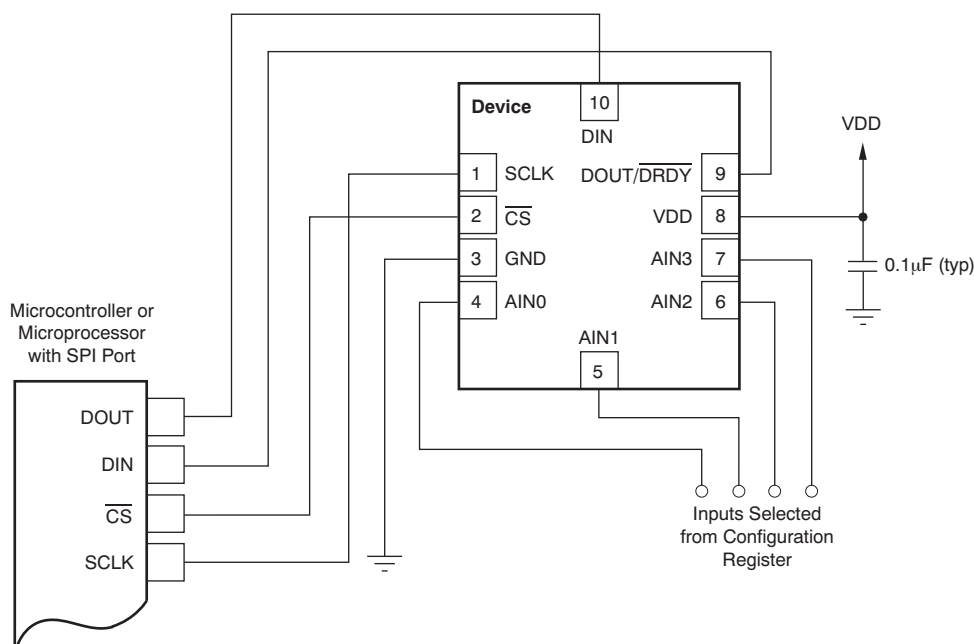 Device
10
DIN
VDD
1 SCLK
DOUT/DRDY 9
2 CS
VDD 8
3 GND
AIN3 7
0.1μF (typ)
4 AIN0
AIN2 6
AIN1
5
Microcontroller or
Microprocessor
with SPI Port
DOUT
DIN
CS
SCLK
Inputs Selected
from Configuration
Register